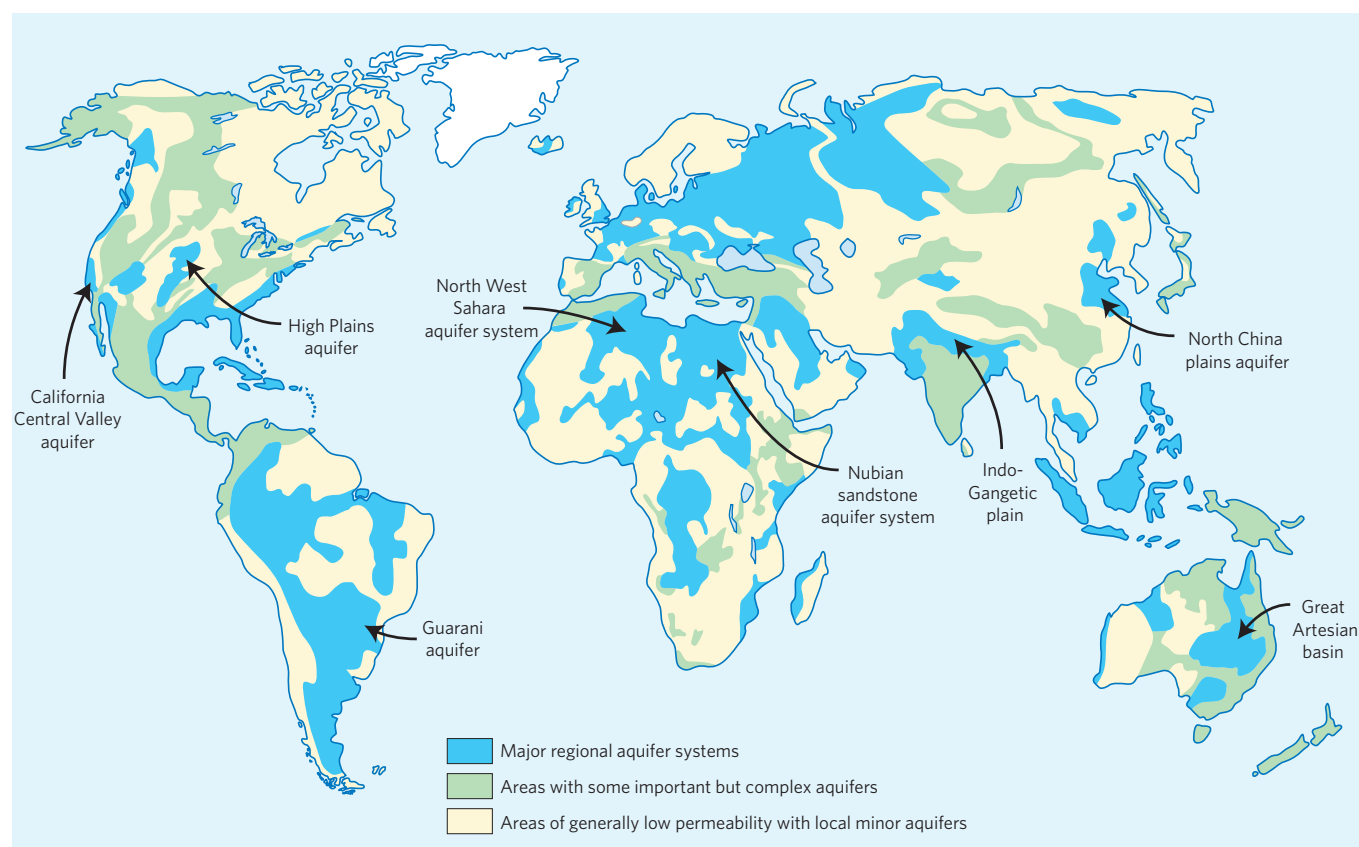 North West
Sahara
aquifer system
High Plains
aquifer
North China
plains aquifer
California
Central Valley
aquifer
Nubian
sandstone
aquifer system
Indo-
Gangetic
plain
Guarani
aquifer
Great
Artesian
basin
Major regional aquifer systems
Areas with some important but complex aquifers
Areas of generally low permeability with local minor aquifers